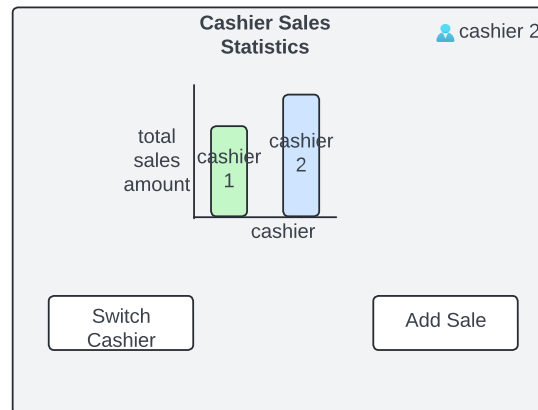 Cashier Sales
Statistics
cashier 2
total
sales
amount
cashier
1
cashier
2
cashier
Switch
Cashier
Add Sale